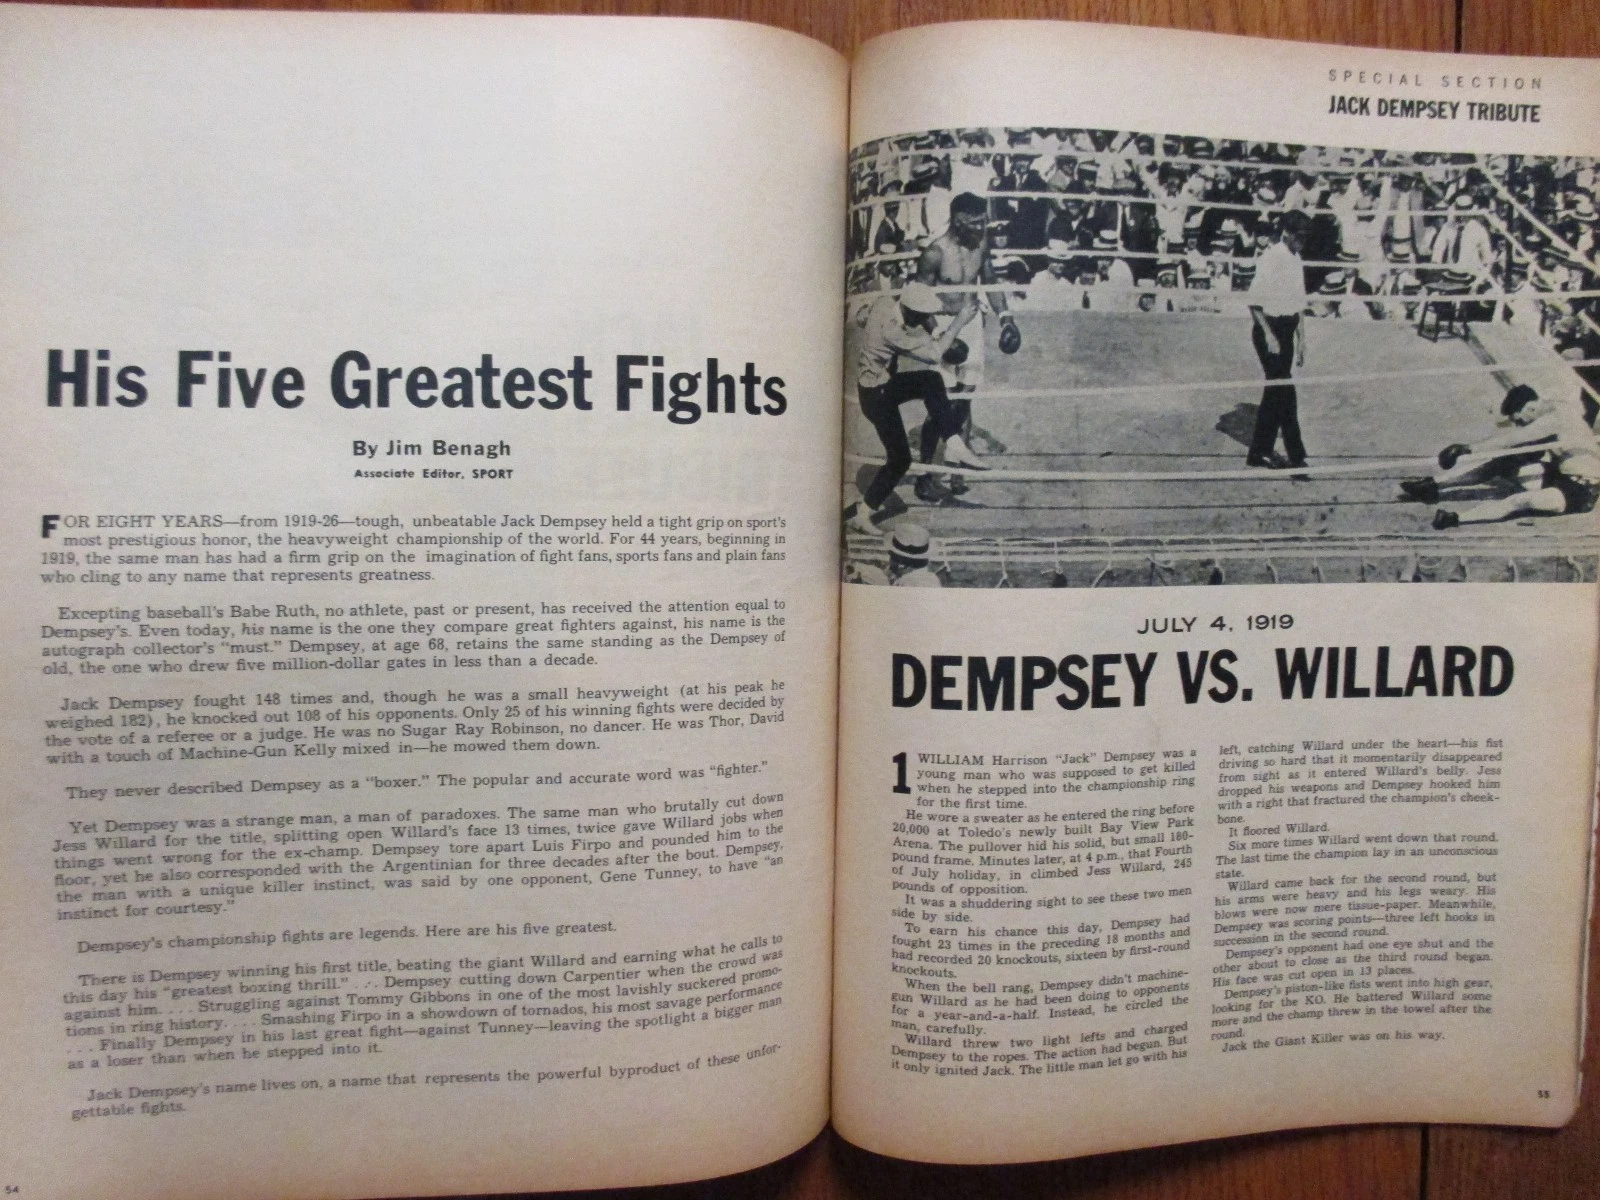 His Five Greatest Fights
By Jim Benagh
Associate Editor, SPORT
FOR EIGHT YEARS—from 1919-26—tough, unbeatable Jack Dempsey held a tight grip on sport's
most prestigious honor, the heavyweight championship of the world. For 44 years, beginning in
1919, the same man has had a firm grip on the imagination of fight fans, sports fans and plain fans
who cling to any name that represents greatness.
Excepting baseball's Babe Ruth, no athlete, past or present, has received the attention equal to
Dempsey's. Even today, his name is the one they compare great fighters against, his name is the
autograph collector's "must." Dempsey, at age 68, retains the same standing as the Dempsey of
old, the one who drew five million-dollar gates in less than a decade.
Jack Dempsey fought 148 times and, though he was a small heavyweight (at his peak he
weighed 182), he knocked out 108 of his opponents. Only 25 of his winning fights were decided by
the vote of a referee or a judge. He was no Sugar Ray Robinson, no dancer. He was Thor, David
with a touch of Machine-Gun Kelly mixed in—he mowed them down.
They never described Dempsey as a "boxer." The popular and accurate word was "fighter."
Yet Dempsey was a strange man, a man of paradoxes. The same man who brutally cut down
Jess Willard for the title, splitting open Willard's face 13 times, twice gave Willard jobs when
things went wrong for the ex-champ. Dempsey tore apart Luis Firpo and pounded him to the
floor, yet he also corresponded with the Argentinian for three decades after the bout. Dempsey,
the man with a unique killer instinct, was said by one opponent, Gene Tunney, to have "an
instinct for courtesy."
Dempsey's championship fights are legends. Here are his five greatest.
There is Dempsey winning his first title, beating the giant Willard and earning what he calls to
this day his "greatest boxing thrill." . . . Dempsey cutting down Carpentier when the crowd was
against him. . . . Struggling against Tommy Gibbons in one of the most lavishly suckered promo-
tions in ring history. . . . Smashing Firpo in a showdown of tornados, his most savage performance
. . . Finally Dempsey in his last great fight—against Tunney—leaving the spotlight a bigger man
as a loser than when he stepped into it.
Jack Dempsey's name lives on, a name that represents the powerful byproduct of these unfor-
gettable fights.
54
SPECIAL SECTION
JACK DEMPSEY TRIBUTE
JULY 4, 1919
DEMPSEY VS. WILLARD
1 WILLIAM Harrison "Jack" Dempsey was a
young man who was supposed to get killed
when he stepped into the championship ring
for the first time.
He wore a sweater as he entered the ring before
20,000 at Toledo's newly built Bay View Park
Arena. The pullover hid his solid, but small 180-
pound frame. Minutes later, at 4 p.m., that Fourth
of July holiday, in climbed Jess Willard, 245
pounds of opposition.
It was a shuddering sight to see these two men
side by side.
To earn his chance this day, Dempsey had
fought 23 times in the preceding 18 months and
had recorded 20 knockouts, sixteen by first-round
knockouts.
When the bell rang, Dempsey didn't machine-
gun Willard as he had been doing to opponents
for a year-and-a-half. Instead, he circled the
man, carefully.
Willard threw two light lefts and charged
Dempsey to the ropes. The action had begun. But
it only ignited Jack. The little man let go with his
left, catching Willard under the heart—his fist
driving so hard that it momentarily disappeared
from sight as it entered Willard's belly. Jess
dropped his weapons and Dempsey hooked him
with a right that fractured the champion's cheek-
bone.
It floored Willard.
Six more times Willard went down that round.
The last time the champion lay in an unconscious
state.
Willard came back for the second round, but
his arms were heavy and his legs weary. His
blows were now mere tissue-paper. Meanwhile,
Dempsey was scoring points—three left hooks in
succession in the second round.
Dempsey's opponent had one eye shut and the
other about to close as the third round began.
His face was cut open in 13 places.
Dempsey's piston-like fists went into high gear,
looking for the KO. He battered Willard some
more and the champ threw in the towel after the
round.
Jack the Giant Killer was on his way.
55